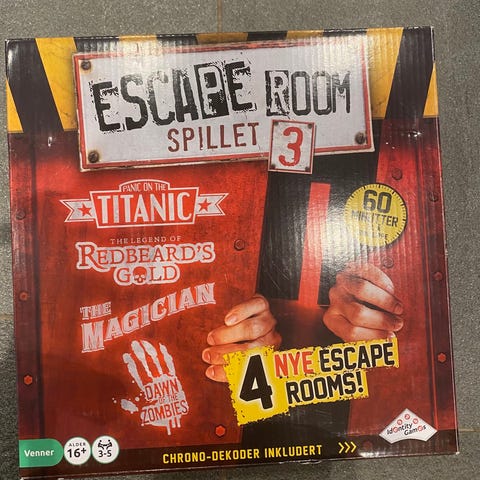 ESCAPE ROOM
SPILLET 3
PANIC ON THE
TITANIC
THE LEGEND OF
REDBEARD'S
GOLD
THE
MAGICIAN
DAWN
OF THE
ZOMBIES
60
MINUTTER
4 NYE ESCAPE
ROOMS!
Venner
ALDER
16+
3-5
CHRONO-DEKODER INKLUDERT >>>
Identity
Games